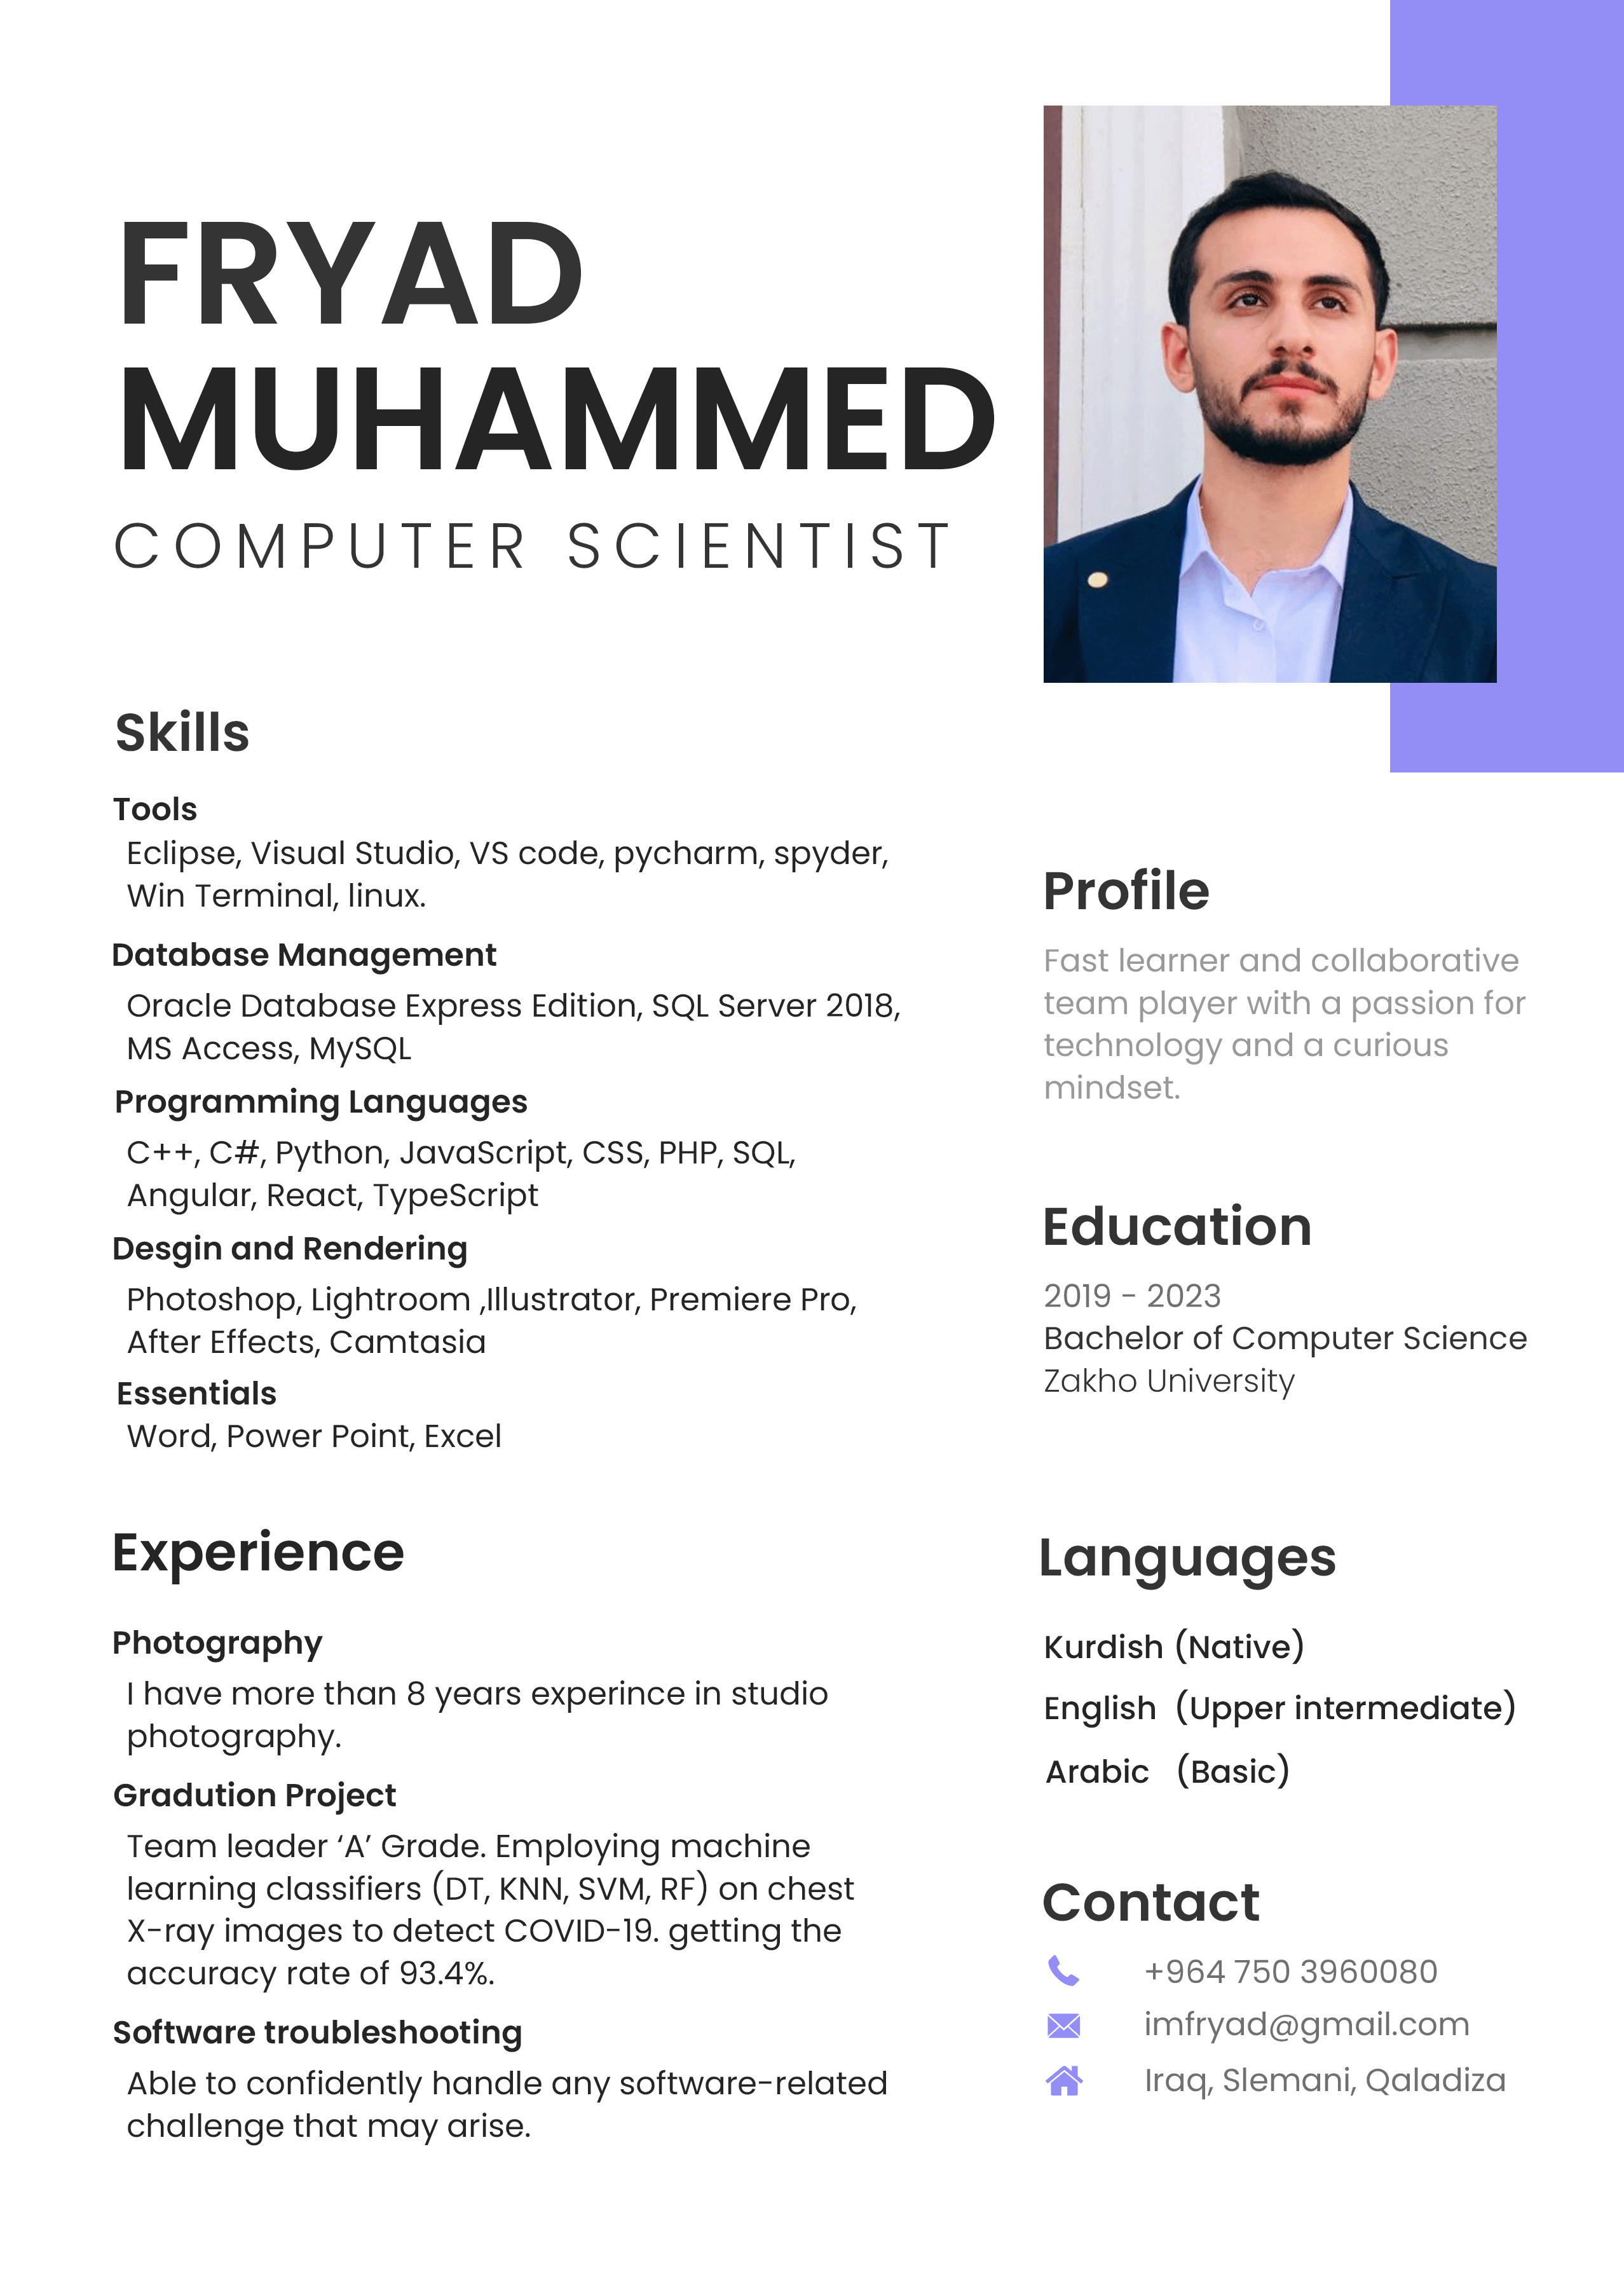 FRYAD
MUHAMMED
COMPUTER SCIENTIST
Skills
Tools
Eclipse, Visual Studio, VS code, pycharm, spyder,
Win Terminal, linux.
Database Management
Oracle Database Express Edition, SQL Server 2018,
MS Access, MySQL
Programming Languages
C++, C#, Python, JavaScript, CSS, PHP, SQL,
Angular, React, TypeScript
Desgin and Rendering
Photoshop, Lightroom ,Illustrator, Premiere Pro,
After Effects, Camtasia
Essentials
Word, Power Point, Excel
Experience
Photography
I have more than 8 years experince in studio
photography.
Gradution Project
Team leader ‘A’ Grade. Employing machine
learning classifiers (DT, KNN, SVM, RF) on chest
X-ray images to detect COVID-19. getting the
accuracy rate of 93.4%.
Software troubleshooting
Able to confidently handle any software-related
challenge that may arise.
Profile
Fast learner and collaborative
team player with a passion for
technology and a curious
mindset.
Education
2019 - 2023
Bachelor of Computer Science
Zakho University
Languages
Kurdish (Native)
English (Upper intermediate)
Arabic (Basic)
Contact
+964 750 3960080
imfryad@gmail.com
Iraq, Slemani, Qaladiza